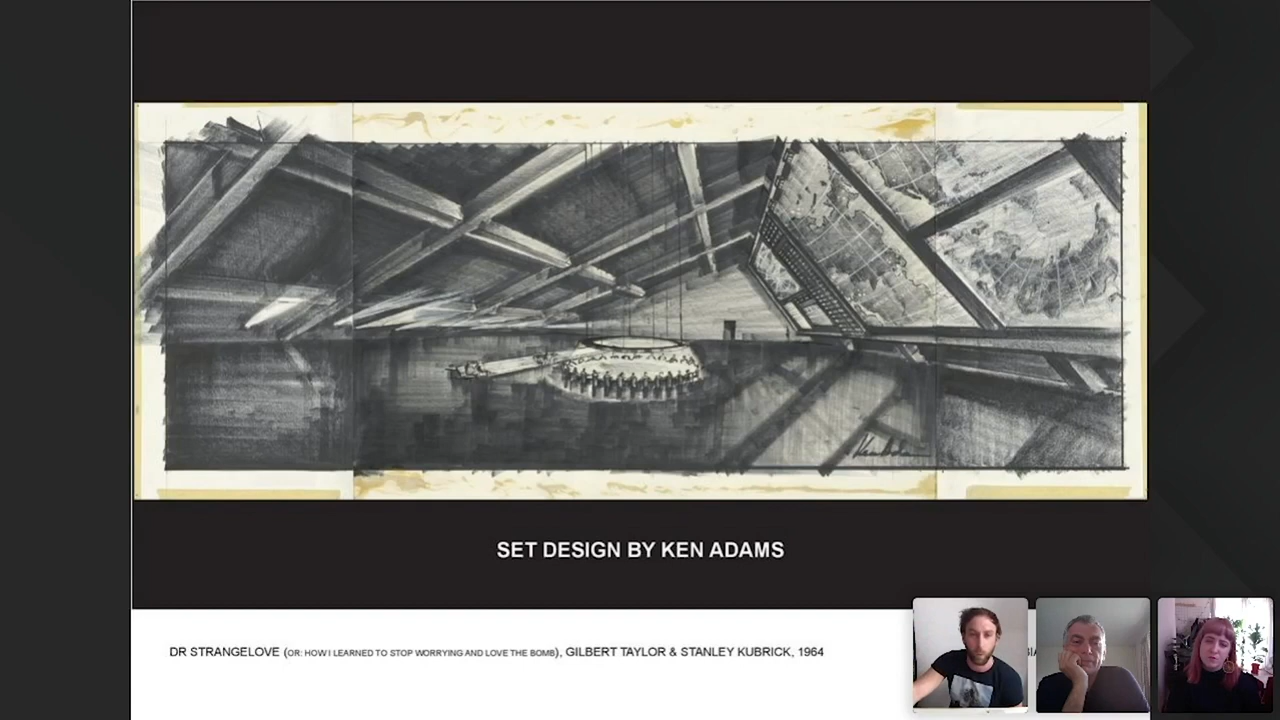 SET DESIGN BY KEN ADAMS
DR STRANGELOVE (OR: HOW I LEARNED TO STOP WORRYING AND LOVE THE BOMB), GILBERT TAYLOR & STANLEY KUBRICK, 1964